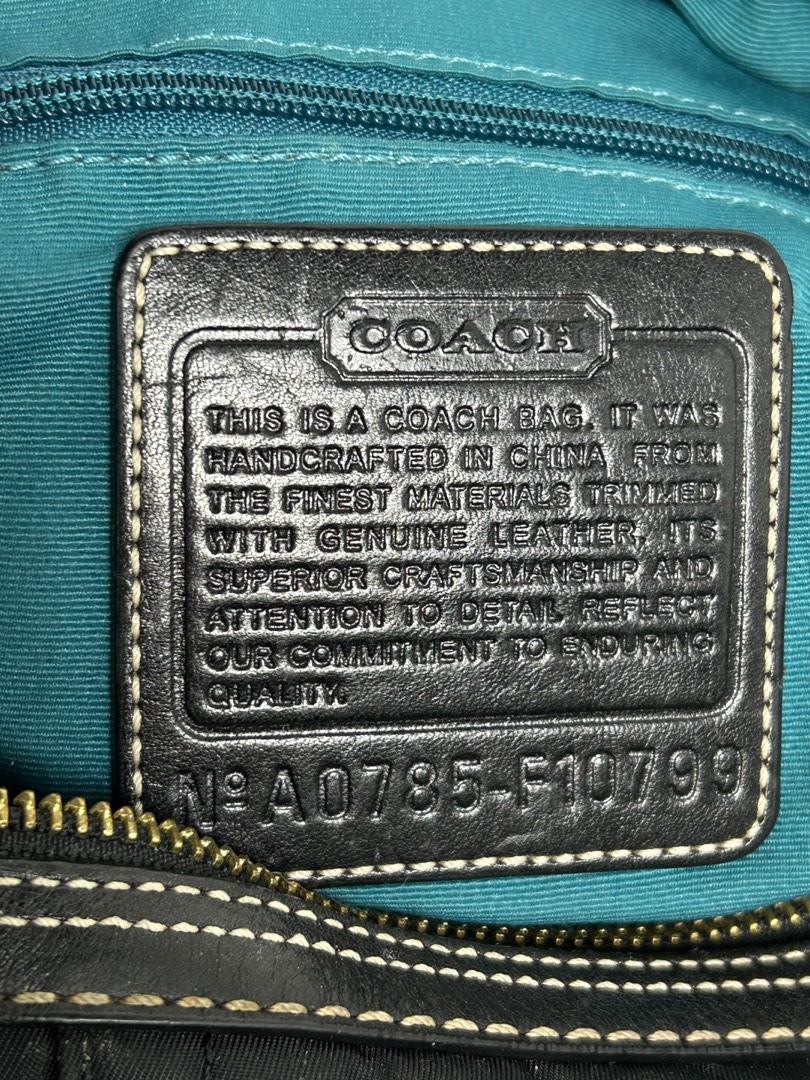 COACH
THIS IS A COACH BAG. IT WAS
HANDCRAFTED IN CHINA FROM
THE FINEST MATERIALS TRIMMED
WITH GENUINE LEATHER. ITS
SUPERIOR CRAFTSMANSHIP AND
ATTENTION TO DETAIL REFLECT
OUR COMMITMENT TO ENDURING
QUALITY.
Nº A0785-F10799